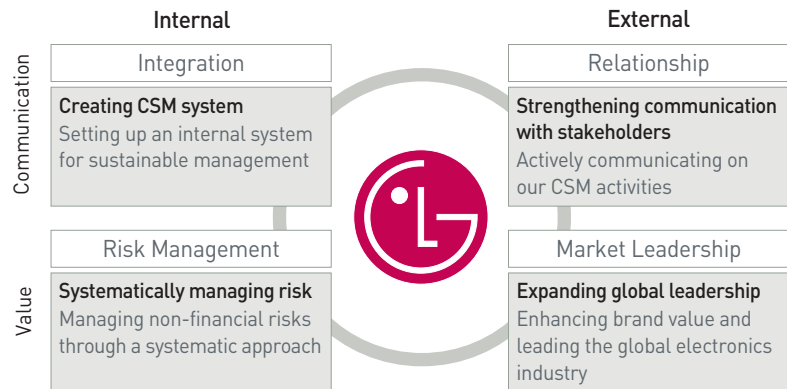 Internal
External
Communication
Integration
Creating CSM system
Setting up an internal system
for sustainable management
Relationship
Strengthening communication
with stakeholders
Actively communicating on
our CSM activities
LG
Value
Risk Management
Systematically managing risk
Managing non-financial risks
through a systematic approach
Market Leadership
Expanding global leadership
Enhancing brand value and
leading the global electronics
industry